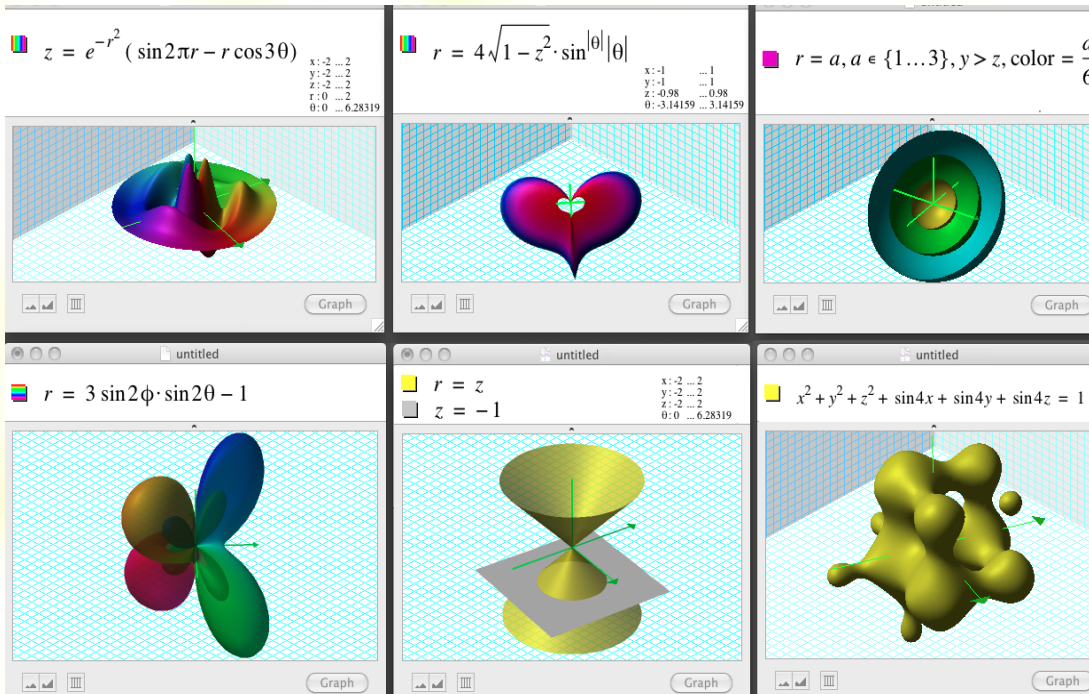 z = e^{-r^2} (sin2πr − r cos3θ)
x: -2 ... 2
y: -2 ... 2
z: -2 ... 2
r: 0 ... 2
θ: 0 ... 6.28319
Graph
r = 4√(1 − z^2) · sin^{|θ|}|θ|
x: -1 ... 1
y: -1 ... 1
z: -0.98 ... 0.98
θ: -3.14159 ... 3.14159
Graph
r = a, a ∈ {1...3}, y > z, color = a/6
Graph
untitled
r = 3 sin2ϕ · sin2θ − 1
Graph
untitled
r = z
z = −1
x: -2 ... 2
y: -2 ... 2
z: -2 ... 2
θ: 0 ... 6.28319
Graph
untitled
x^2 + y^2 + z^2 + sin4x + sin4y + sin4z = 1
Graph